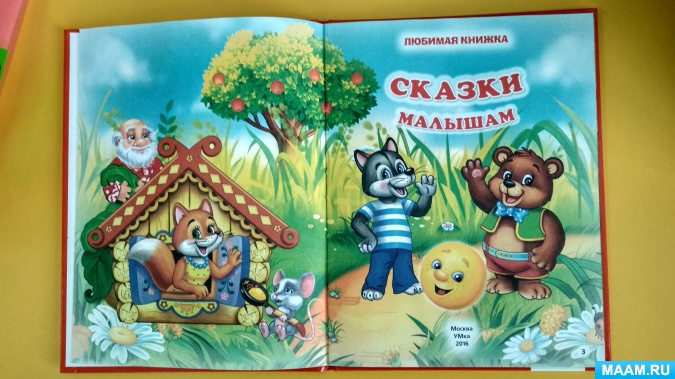 ЛЮБИМАЯ КНИЖКА
СКАЗКИ
МАЛЫШАМ
Москва
УМка
2016
3
MAAM.RU